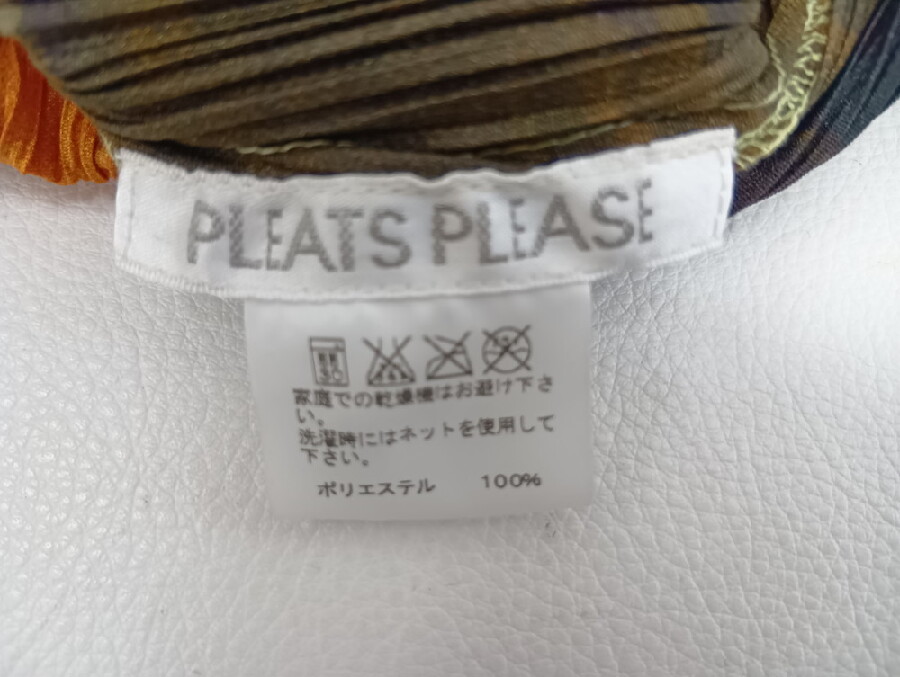 PLEATS PLEASE
家庭での乾燥機はお避け下さ
い。
洗濯時にはネットを使用して
下さい。
ポリエステル 100%